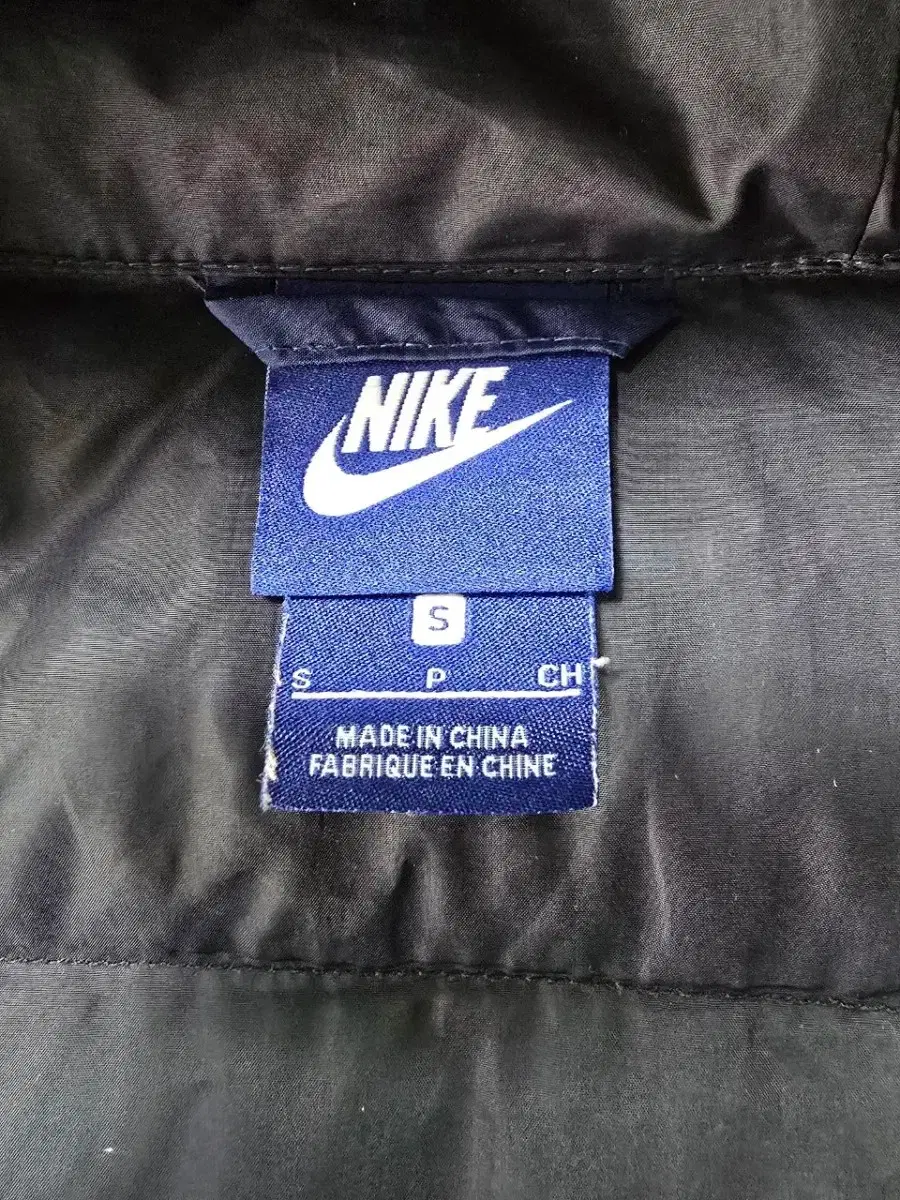 NIKE
S
S P CH
MADE IN CHINA
FABRIQUE EN CHINE